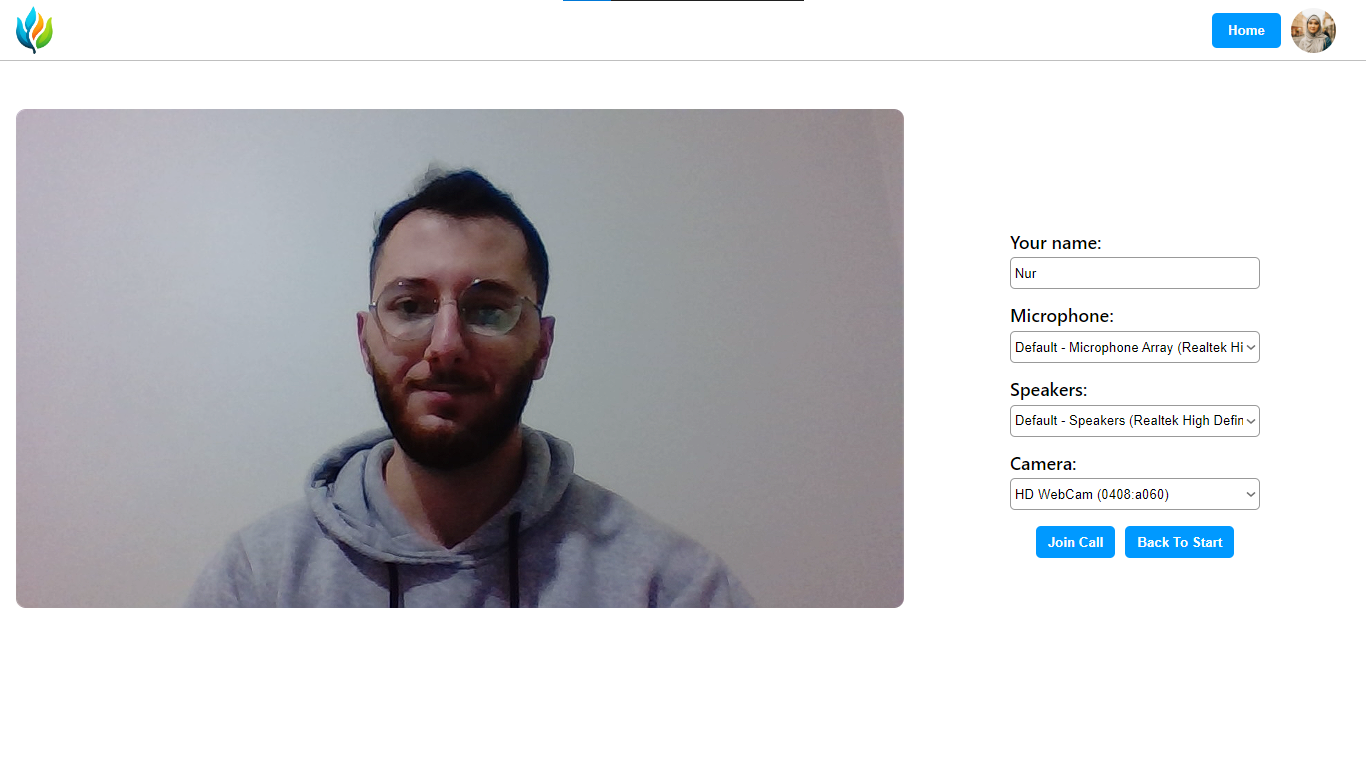 Home
Your name:
Nur
Microphone:
Default - Microphone Array (Realtek Hi
Speakers:
Default - Speakers (Realtek High Defin
Camera:
HD WebCam (0408:a060)
Join Call Back To Start